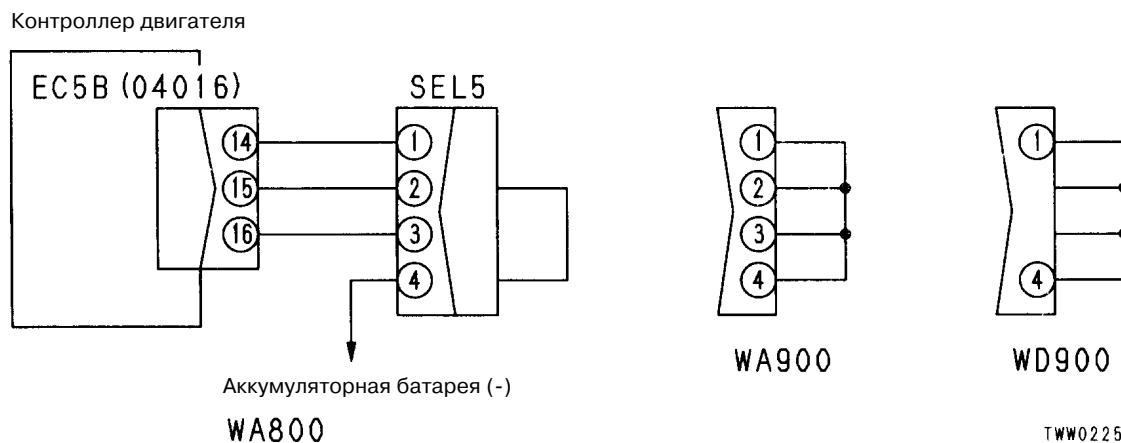 Контроллер двигателя
EC5B (04016)
SEL5
14
15
16
1
2
3
4
1
2
3
4
1
4
Аккумуляторная батарея (-)
WA800
WA900
WD900
TWW0225